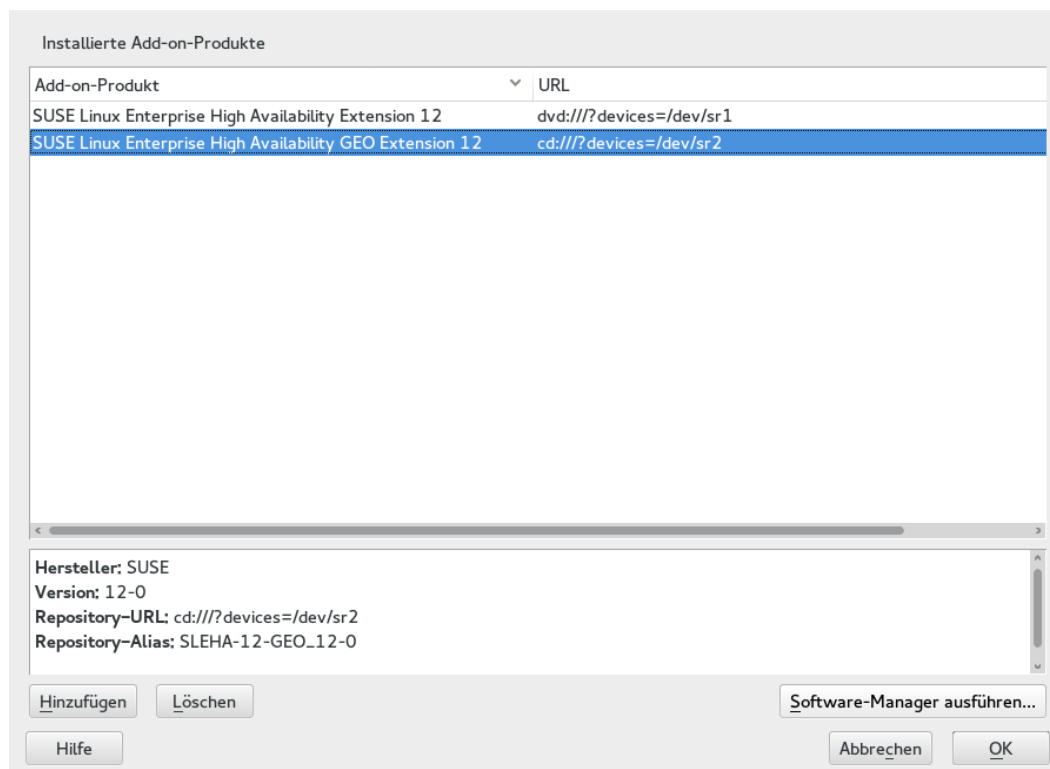 Installierte Add-on-Produkte
Add-on-Produkt URL
SUSE Linux Enterprise High Availability Extension 12 dvd:///?devices=/dev/sr1
SUSE Linux Enterprise High Availability GEO Extension 12 cd:///?devices=/dev/sr2
Hersteller: SUSE
Version: 12-0
Repository-URL: cd:///?devices=/dev/sr2
Repository-Alias: SLEHA-12-GEO_12-0
Hinzufügen Löschen Software-Manager ausführen...
Hilfe Abbrechen OK